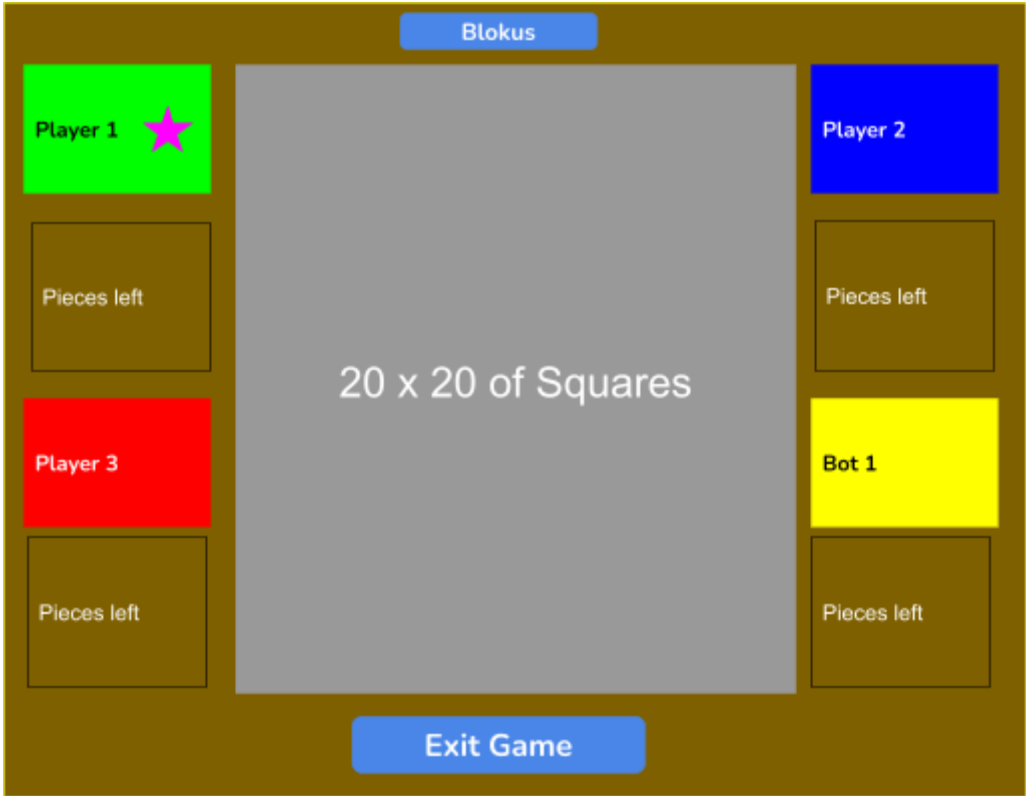 Blokus
Player 1
Player 2
Pieces left
Pieces left
20 x 20 of Squares
Player 3
Bot 1
Pieces left
Pieces left
Exit Game